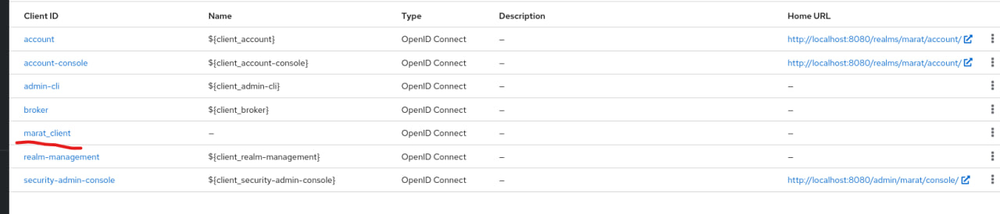 Client ID Name Type Description Home URL
account ${client_account} OpenID Connect – http://localhost:8080/realms/marat/account/
account-console ${client_account-console} OpenID Connect – http://localhost:8080/realms/marat/account/
admin-cli ${client_admin-cli} OpenID Connect – –
broker ${client_broker} OpenID Connect – –
marat_client – OpenID Connect – –
realm-management ${client_realm-management} OpenID Connect – –
security-admin-console ${client_security-admin-console} OpenID Connect – http://localhost:8080/admin/marat/console/